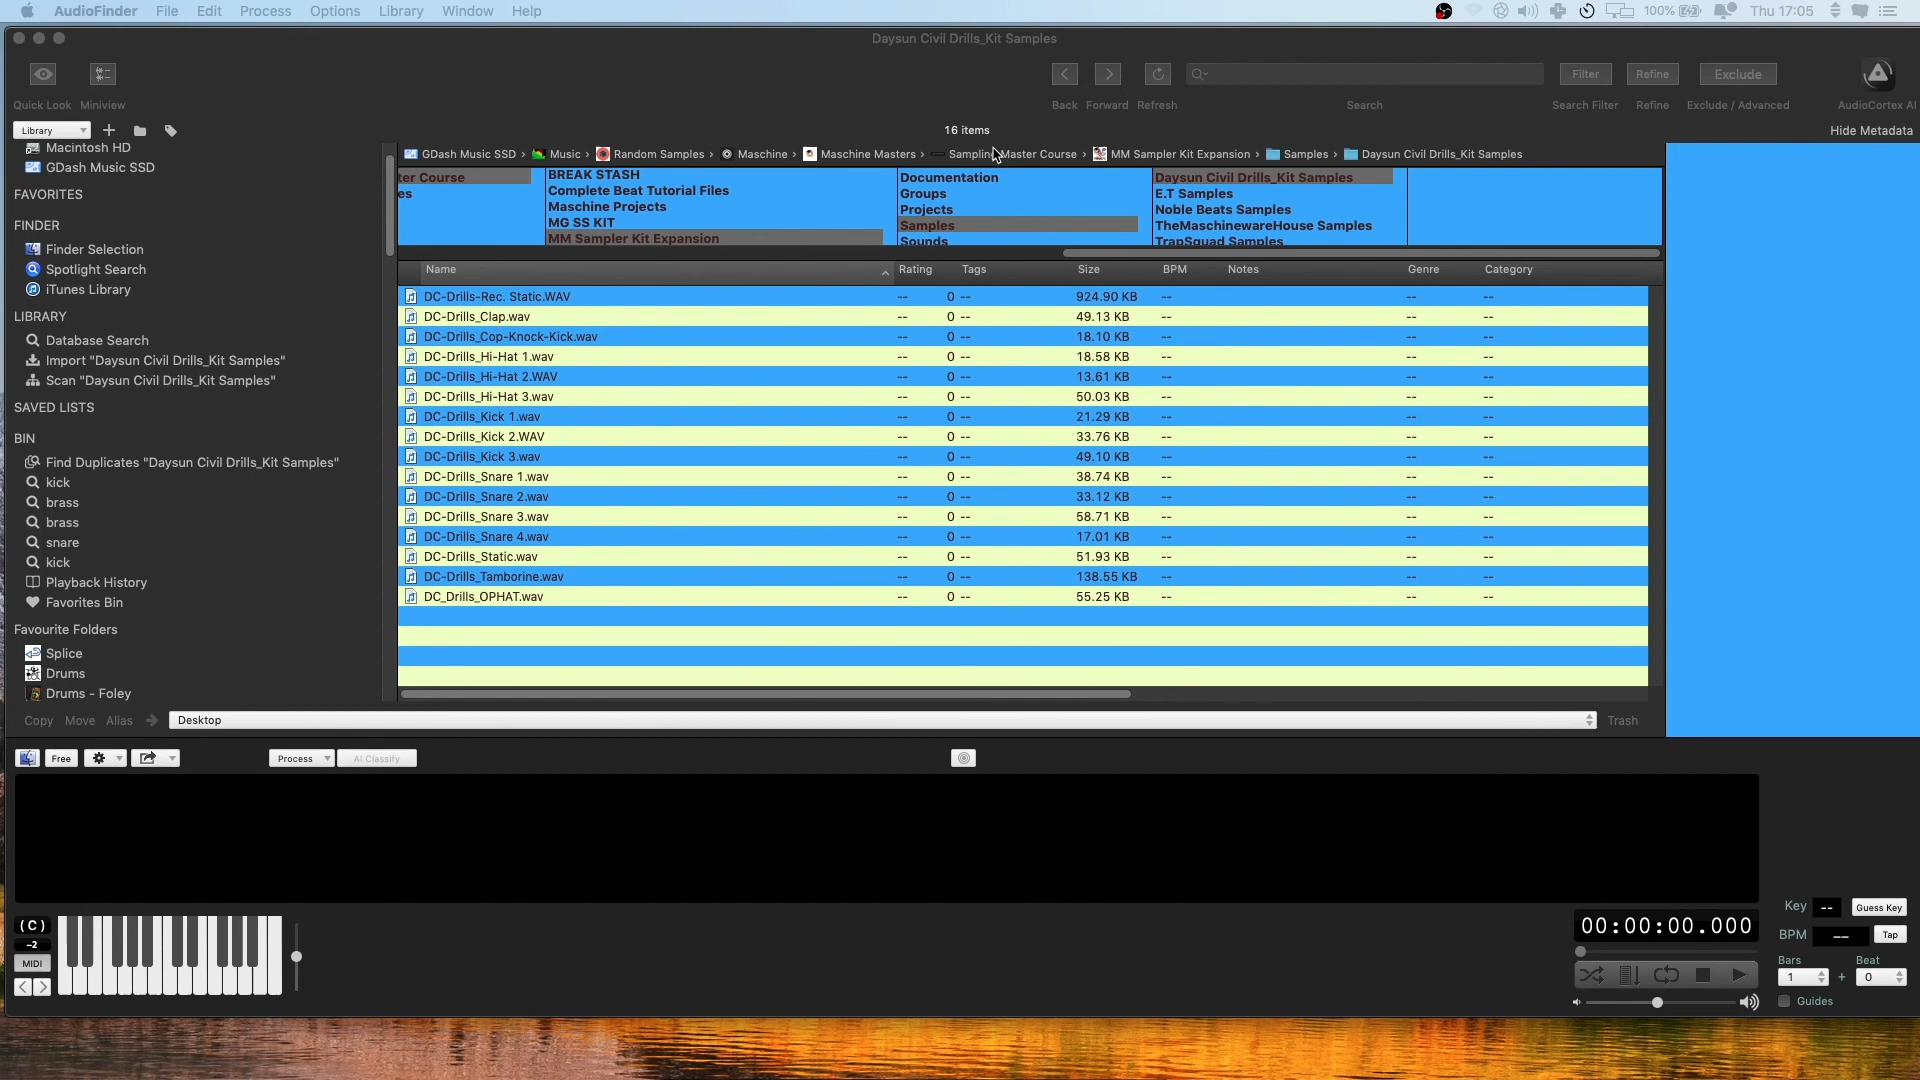 AudioFinder File Edit Process Options Library Window Help 100% Thu 17:05
Daysun Civil Drills_Kit Samples
Filter Refine Exclude
Quick Look Miniview Back Forward Refresh Search Search Filter Refine Exclude / Advanced AudioCortex AI
Library 16 items Hide Metadata
Macintosh HD
GDash Music SSD
FAVORITES
FINDER
Finder Selection
Spotlight Search
iTunes Library
LIBRARY
Database Search
Import "Daysun Civil Drills_Kit Samples"
Scan "Daysun Civil Drills_Kit Samples"
SAVED LISTS
BIN
Find Duplicates "Daysun Civil Drills_Kit Samples"
kick
brass
brass
snare
kick
Playback History
Favorites Bin
Favourite Folders
Splice
Drums
Drums - Foley
GDash Music SSD › Music › Random Samples › Maschine › Maschine Masters › Sampling Master Course › MM Sampler Kit Expansion › Samples › Daysun Civil Drills_Kit Samples
ter Course
es
BREAK STASH
Complete Beat Tutorial Files
Maschine Projects
MG SS KIT
MM Sampler Kit Expansion
Documentation
Groups
Projects
Samples
Sounds
Daysun Civil Drills_Kit Samples
E.T Samples
Noble Beats Samples
TheMaschinewareHouse Samples
TrapSquad Samples
Name Rating Tags Size BPM Notes Genre Category
DC-Drills-Rec. Static.WAV -- 0 -- 924.90 KB -- -- --
DC-Drills_Clap.wav -- 0 -- 49.13 KB -- -- --
DC-Drills_Cop-Knock-Kick.wav -- 0 -- 18.10 KB -- -- --
DC-Drills_Hi-Hat 1.wav -- 0 -- 18.58 KB -- -- --
DC-Drills_Hi-Hat 2.WAV -- 0 -- 13.61 KB -- -- --
DC-Drills_Hi-Hat 3.wav -- 0 -- 50.03 KB -- -- --
DC-Drills_Kick 1.wav -- 0 -- 21.29 KB -- -- --
DC-Drills_Kick 2.WAV -- 0 -- 33.76 KB -- -- --
DC-Drills_Kick 3.wav -- 0 -- 49.10 KB -- -- --
DC-Drills_Snare 1.wav -- 0 -- 38.74 KB -- -- --
DC-Drills_Snare 2.wav -- 0 -- 33.12 KB -- -- --
DC-Drills_Snare 3.wav -- 0 -- 58.71 KB -- -- --
DC-Drills_Snare 4.wav -- 0 -- 17.01 KB -- -- --
DC-Drills_Static.wav -- 0 -- 51.93 KB -- -- --
DC-Drills_Tamborine.wav -- 0 -- 138.55 KB -- -- --
DC_Drills_OPHAT.wav -- 0 -- 55.25 KB -- -- --
Copy Move Alias Desktop Trash
Free Process AI Classify
(C)
-2
MIDI
00:00:00.000
Key -- Guess Key
BPM -- Tap
Bars Beat
1 + 0
Guides